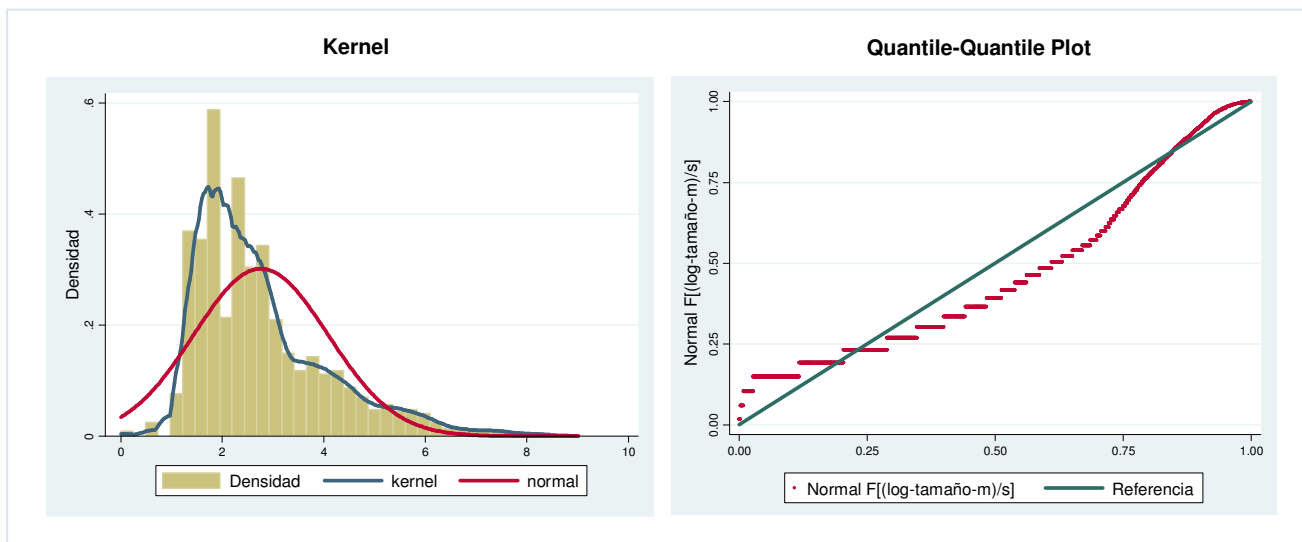 Kernel
Quantile-Quantile Plot
Densidad
0
.2
.4
.6
0
2
4
6
8
10
Densidad
kernel
normal
Normal F[(log-tamaño-m)/s]
0.00
0.25
0.50
0.75
1.00
0.00
0.25
0.50
0.75
1.00
Normal F[(log-tamaño-m)/s]
Referencia